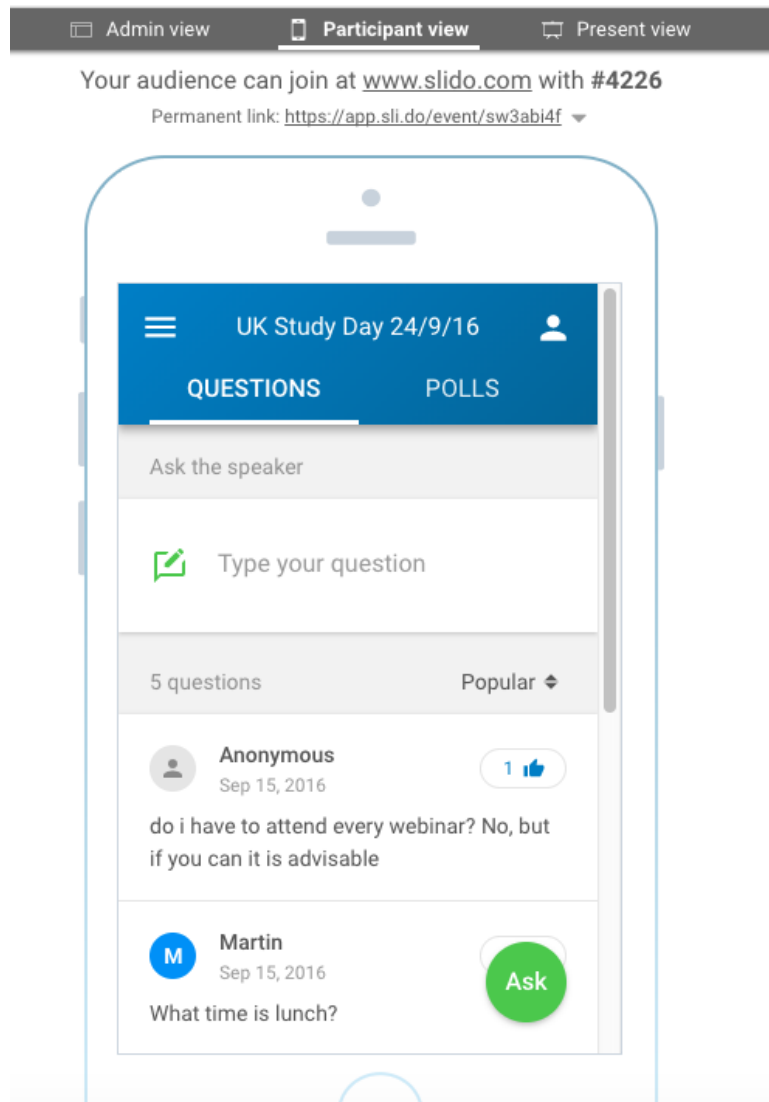 Admin view Participant view Present view
Your audience can join at www.slido.com with #4226
Permanent link: https://app.sli.do/event/sw3abi4f
UK Study Day 24/9/16
QUESTIONS POLLS
Ask the speaker
Type your question
5 questions Popular
Anonymous
1
Sep 15, 2016
do i have to attend every webinar? No, but
if you can it is advisable
M
Martin
Sep 15, 2016
Ask
What time is lunch?